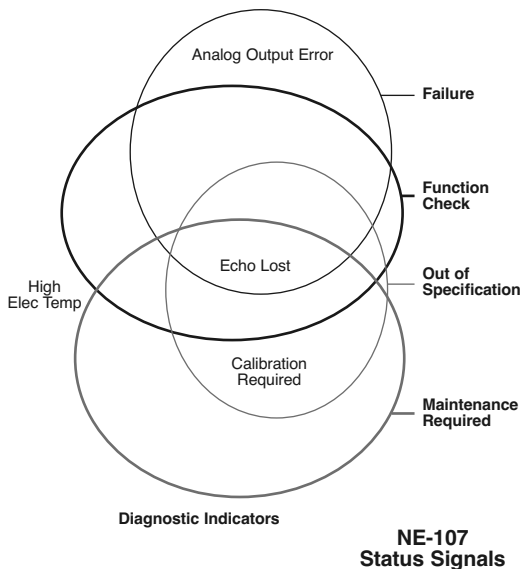 Analog Output Error
Failure
Function
Check
Echo Lost
High
Elec Temp
Out of
Specification
Calibration
Required
Maintenance
Required
Diagnostic Indicators
NE-107
Status Signals